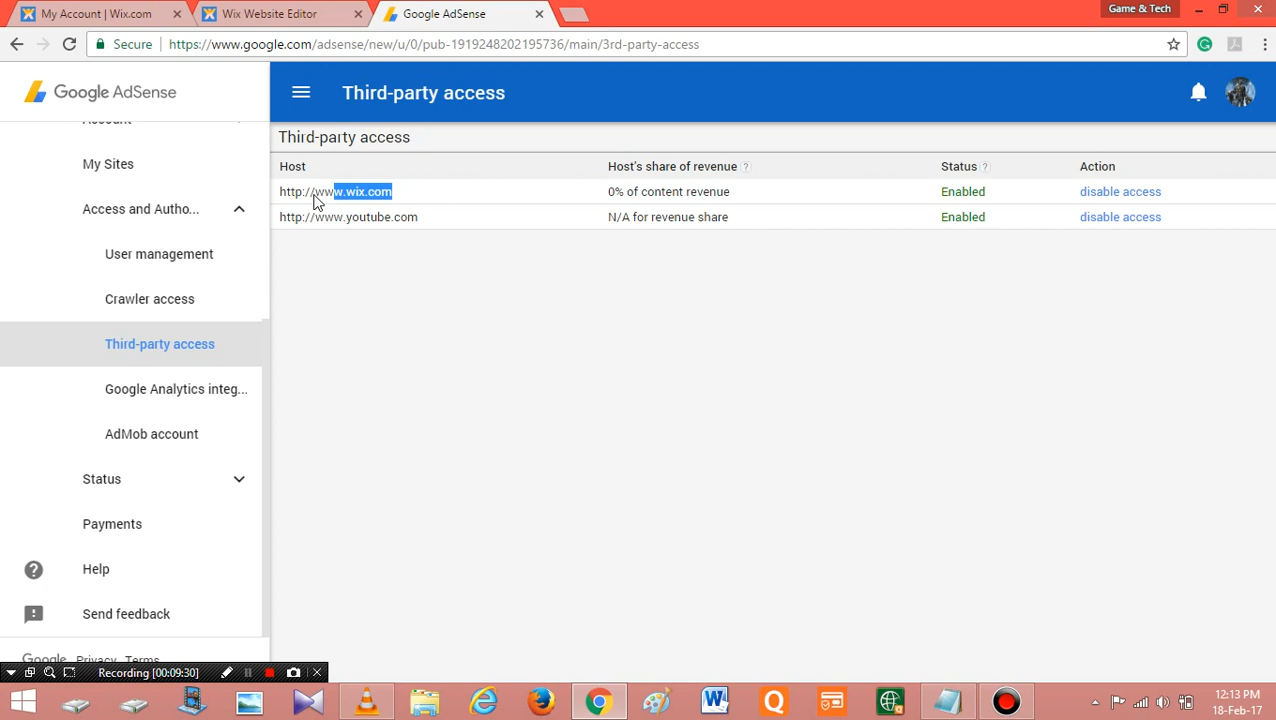 My Account | Wix.com
Wix Website Editor
Google AdSense
Game & Tech
Secure
https://www.google.com/adsense/new/u/0/pub-1919248202195736/main/3rd-party-access
Google AdSense
Third-party access
Account
My Sites
Access and Autho...
User management
Crawler access
Third-party access
Google Analytics integ...
AdMob account
Status
Payments
Help
Send feedback
Google Privacy Terms
Third-party access
Host Host's share of revenue ? Status ? Action
http://www.wix.com 0% of content revenue Enabled disable access
http://www.youtube.com N/A for revenue share Enabled disable access
Recording [00:09:30]
12:13 PM
18-Feb-17